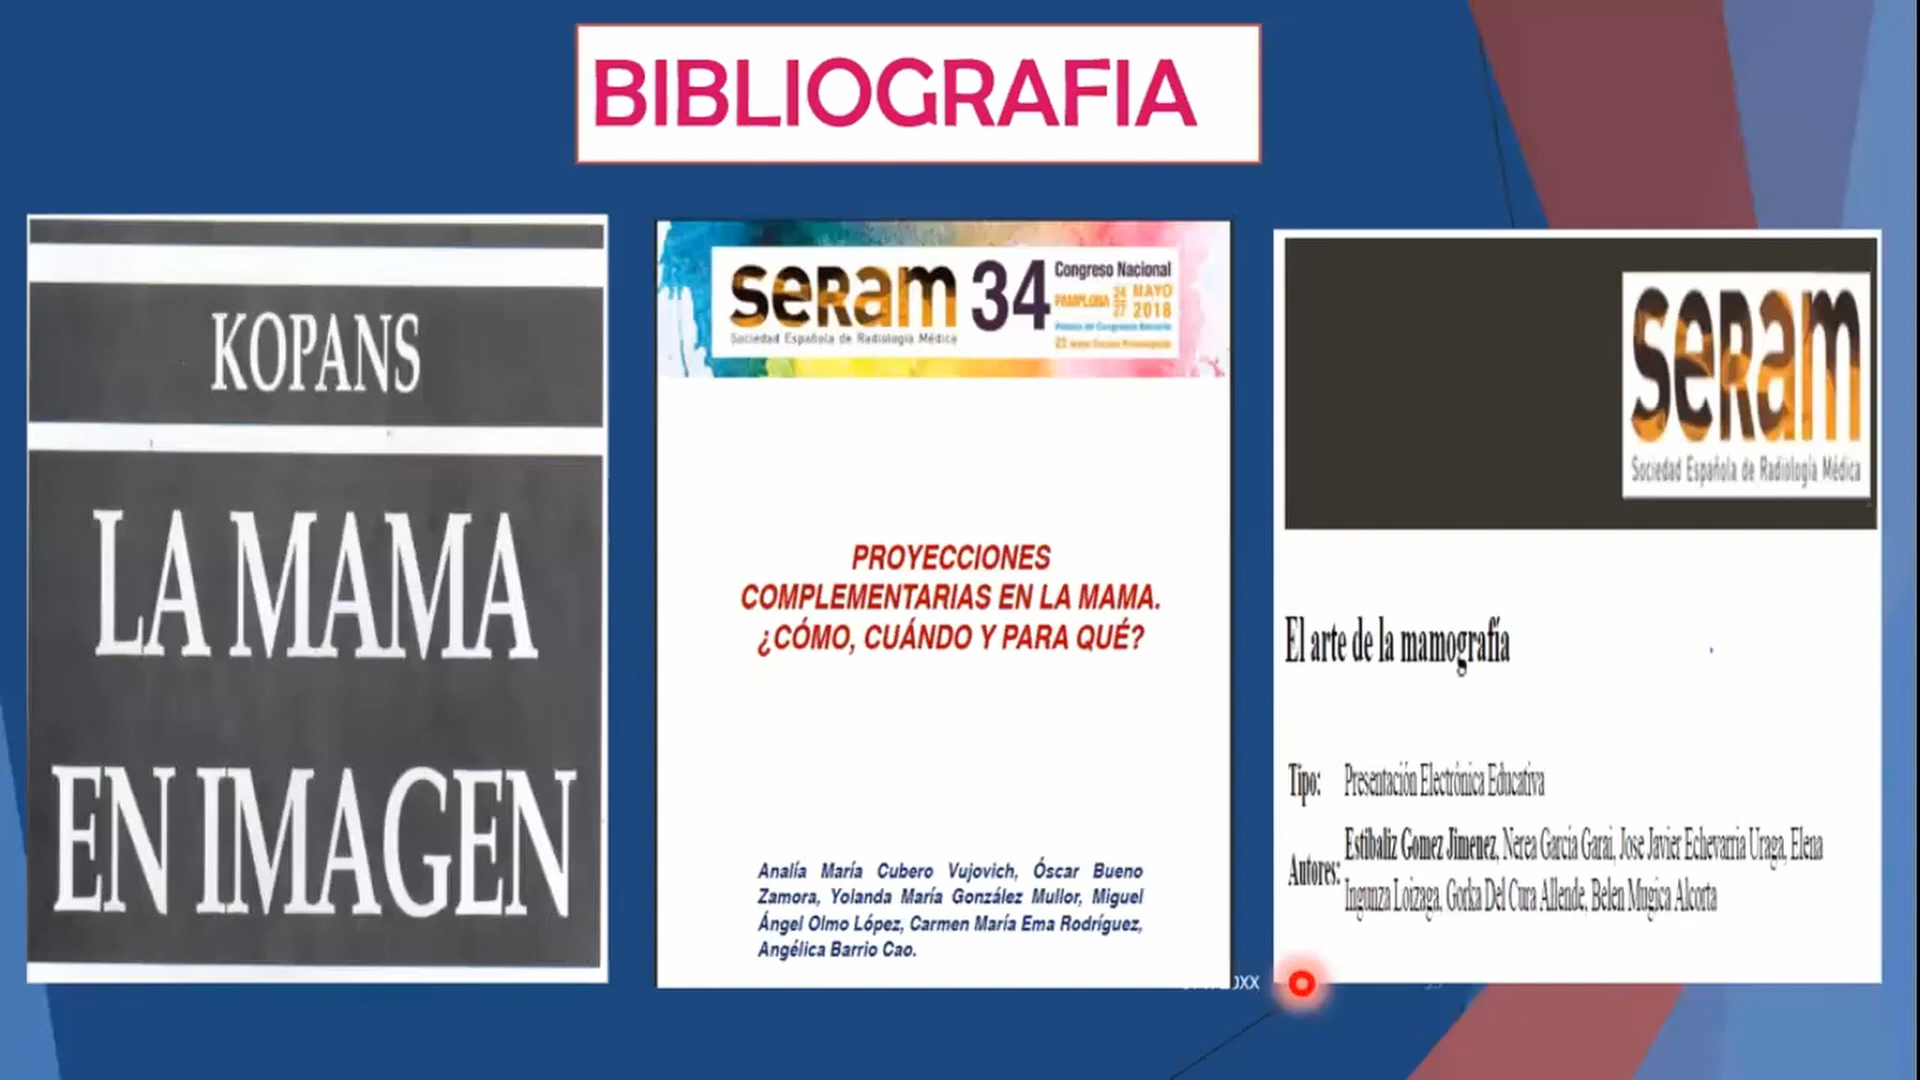 BIBLIOGRAFIA
KOPANS
LA MAMA
EN IMAGEN
seram 34
Sociedad Española de Radiología Médica
Congreso Nacional
PAMPLONA 24 27 MAYO 2018
PROYECCIONES
COMPLEMENTARIAS EN LA MAMA.
¿CÓMO, CUÁNDO Y PARA QUÉ?
Analía María Cubero Vujovich, Óscar Bueno
Zamora, Yolanda María González Mullor, Miguel
Ángel Olmo López, Carmen María Ema Rodríguez,
Angélica Barrio Cao.
seram
Sociedad Española de Radiología Médica
El arte de la mamografía
Tipo: Presentación Electrónica Educativa
Autores: Estibaliz Gomez Jimenez, Nerea García Garai, Jose Javier Echevarria Uraga, Elena
Ingunza Loizaga, Gorka Del Cura Allende, Belen Mugica Alcorta